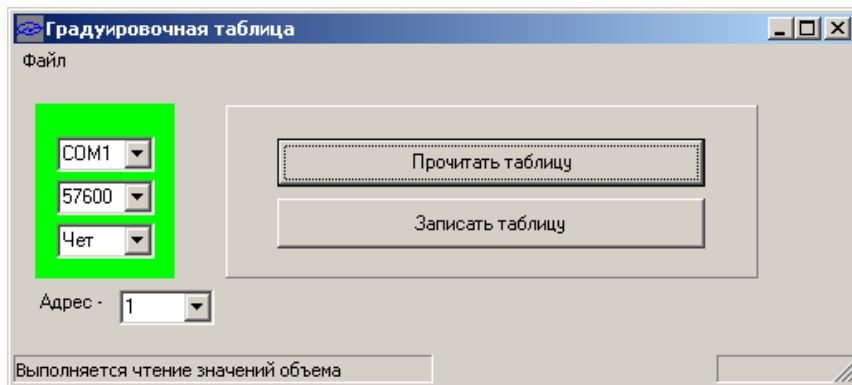 Градуировочная таблица
Файл
COM1
57600
Чет
Прочитать таблицу
Записать таблицу
Адрес - 1
Выполняется чтение значений объема